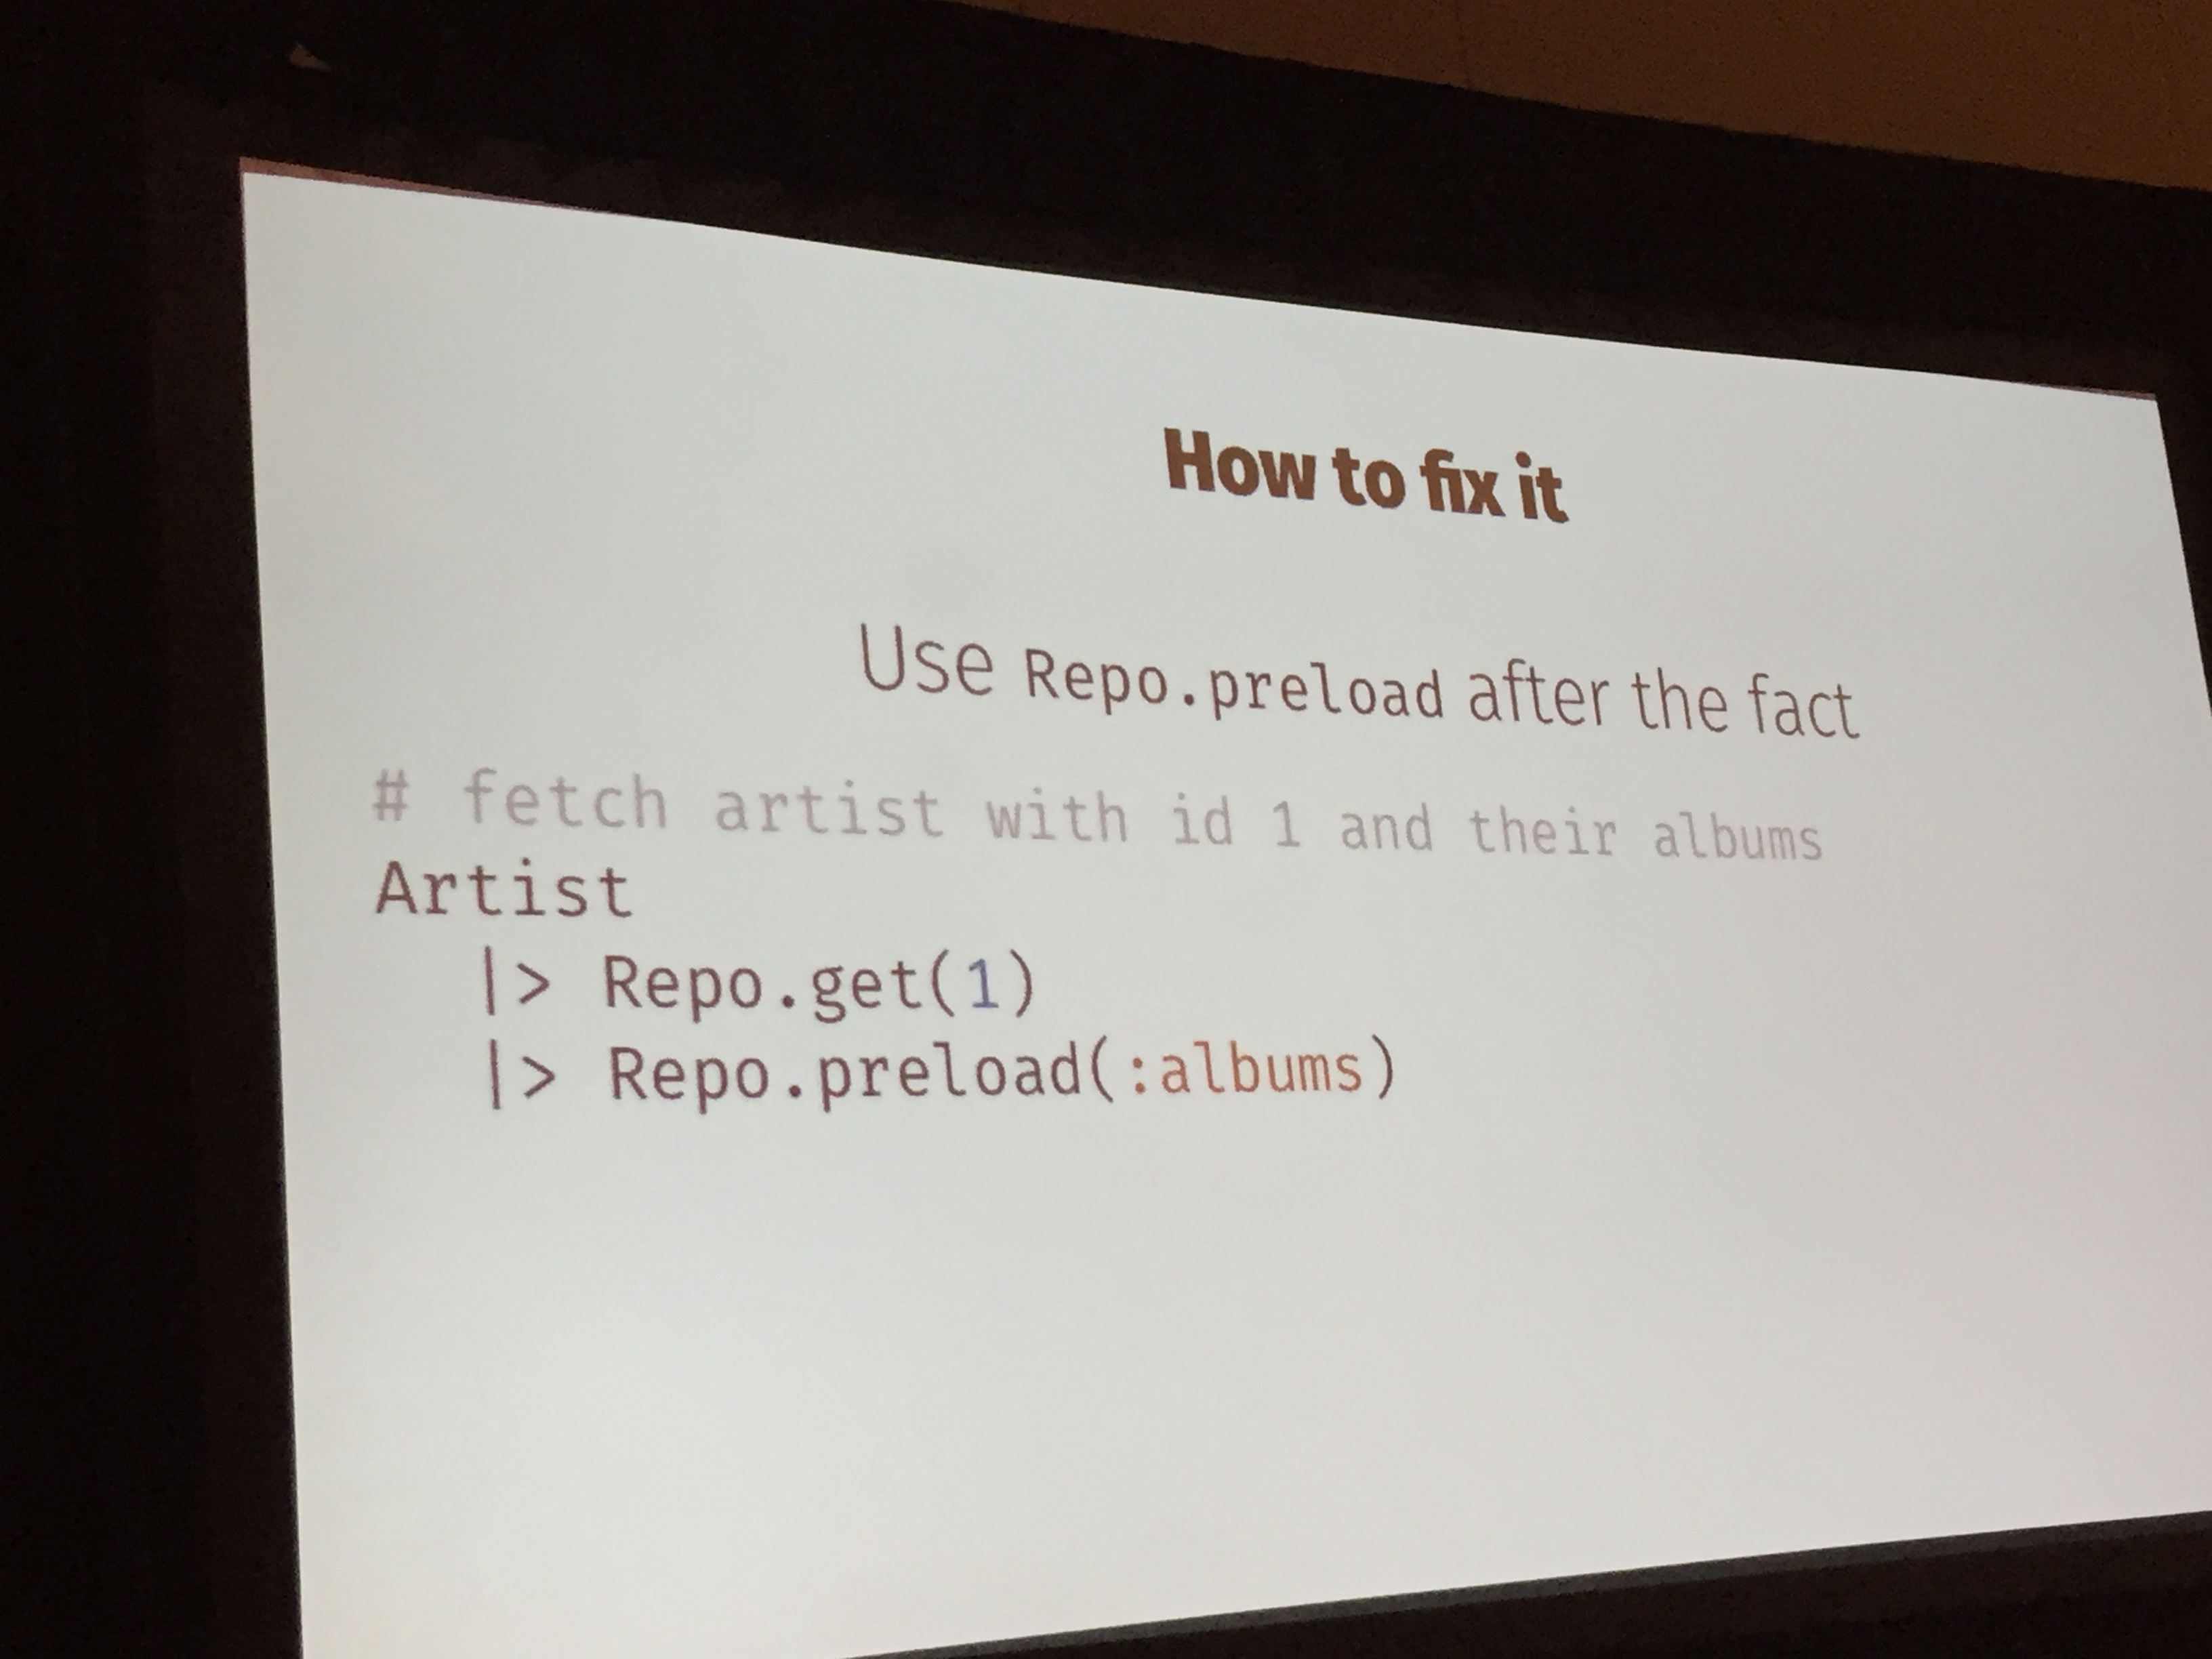 How to fix it
Use Repo.preload after the fact
# fetch artist with id 1 and their albums
Artist
|> Repo.get(1)
|> Repo.preload(:albums)